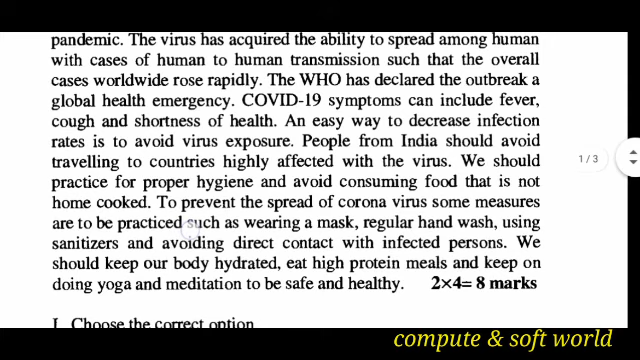 pandemic. The virus has acquired the ability to spread among human
with cases of human to human transmission such that the overall
cases worldwide rose rapidly. The WHO has declared the outbreak a
global health emergency. COVID-19 symptoms can include fever,
cough and shortness of health. An easy way to decrease infection
rates is to avoid virus exposure. People from India should avoid
travelling to countries highly affected with the virus. We should
practice for proper hygiene and avoid consuming food that is not
home cooked. To prevent the spread of corona virus some measures
are to be practiced such as wearing a mask, regular hand wash, using
sanitizers and avoiding direct contact with infected persons. We
should keep our body hydrated, eat high protein meals and keep on
doing yoga and meditation to be safe and healthy. 2×4= 8 marks
1/3
I. Choose the correct option
compute & soft world